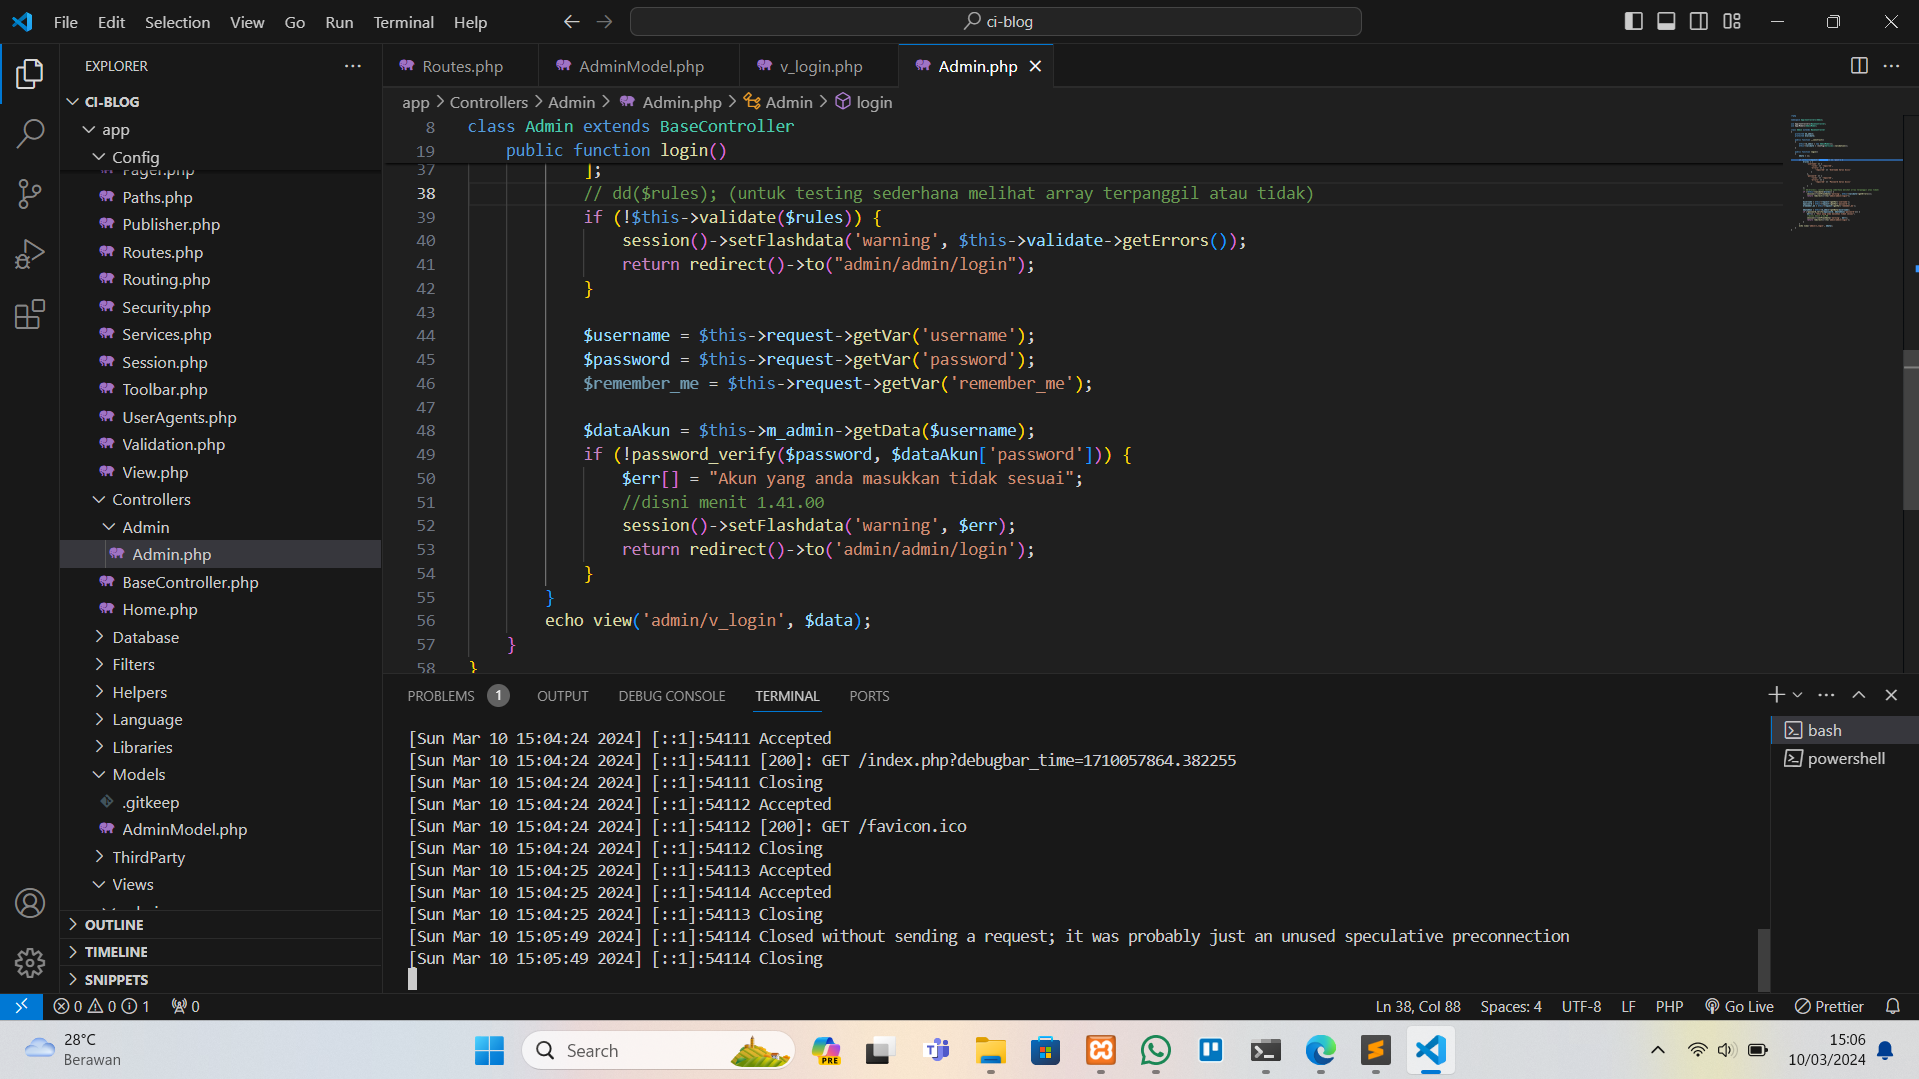 File Edit Selection View Go Run Terminal Help
ci-blog
EXPLORER
CI-BLOG
app
Config
Pager.php
Paths.php
Publisher.php
Routes.php
Routing.php
Security.php
Services.php
Session.php
Toolbar.php
UserAgents.php
Validation.php
View.php
Controllers
Admin
Admin.php
BaseController.php
Home.php
Database
Filters
Helpers
Language
Libraries
Models
.gitkeep
AdminModel.php
ThirdParty
Views
OUTLINE
TIMELINE
SNIPPETS
Routes.php AdminModel.php v_login.php Admin.php
app > Controllers > Admin > Admin.php > Admin > login
8 class Admin extends BaseController
19 public function login()
37 ];
38 // dd($rules); (untuk testing sederhana melihat array terpanggil atau tidak)
39 if (!$this->validate($rules)) {
40 session()->setFlashdata('warning', $this->validate->getErrors());
41 return redirect()->to("admin/admin/login");
42 }
43
44 $username = $this->request->getVar('username');
45 $password = $this->request->getVar('password');
46 $remember_me = $this->request->getVar('remember_me');
47
48 $dataAkun = $this->m_admin->getData($username);
49 if (!password_verify($password, $dataAkun['password'])) {
50 $err[] = "Akun yang anda masukkan tidak sesuai";
51 //disni menit 1.41.00
52 session()->setFlashdata('warning', $err);
53 return redirect()->to('admin/admin/login');
54 }
55 }
56 echo view('admin/v_login', $data);
57 }
58 }
PROBLEMS 1 OUTPUT DEBUG CONSOLE TERMINAL PORTS
[Sun Mar 10 15:04:24 2024] [::1]:54111 Accepted
[Sun Mar 10 15:04:24 2024] [::1]:54111 [200]: GET /index.php?debugbar_time=1710057864.382255
[Sun Mar 10 15:04:24 2024] [::1]:54111 Closing
[Sun Mar 10 15:04:24 2024] [::1]:54112 Accepted
[Sun Mar 10 15:04:24 2024] [::1]:54112 [200]: GET /favicon.ico
[Sun Mar 10 15:04:24 2024] [::1]:54112 Closing
[Sun Mar 10 15:04:25 2024] [::1]:54113 Accepted
[Sun Mar 10 15:04:25 2024] [::1]:54114 Accepted
[Sun Mar 10 15:04:25 2024] [::1]:54113 Closing
[Sun Mar 10 15:05:49 2024] [::1]:54114 Closed without sending a request; it was probably just an unused speculative preconnection
[Sun Mar 10 15:05:49 2024] [::1]:54114 Closing
bash
powershell
0 0 1 0
Ln 38, Col 88 Spaces: 4 UTF-8 LF PHP Go Live Prettier
28°C
Berawan
Search
PRE
15:06
10/03/2024